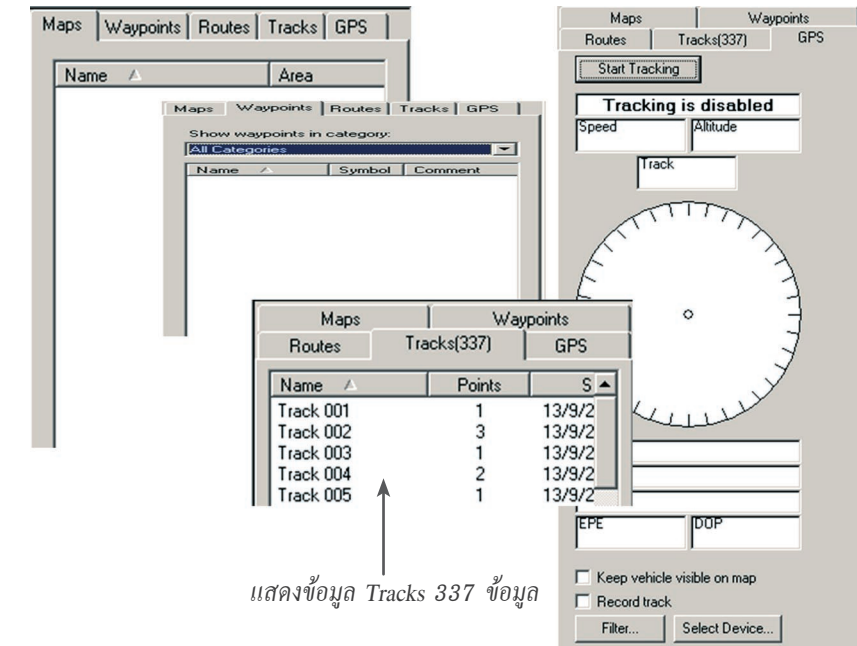 Maps Waypoints Routes Tracks GPS
Name Area
Maps Waypoints Routes Tracks GPS
Show waypoints in category:
All Categories
Name Symbol Comment
Maps Waypoints
Routes Tracks(337) GPS
Name Points S
Track 001 1 13/9/2
Track 002 3 13/9/2
Track 003 1 13/9/2
Track 004 2 13/9/2
Track 005 1 13/9/2
แสดงข้อมูล Tracks 337 ข้อมูล
Maps Waypoints
Routes Tracks(337) GPS
Start Tracking
Tracking is disabled
Speed Altitude
Track
EPE DOP
Keep vehicle visible on map
Record track
Filter... Select Device...